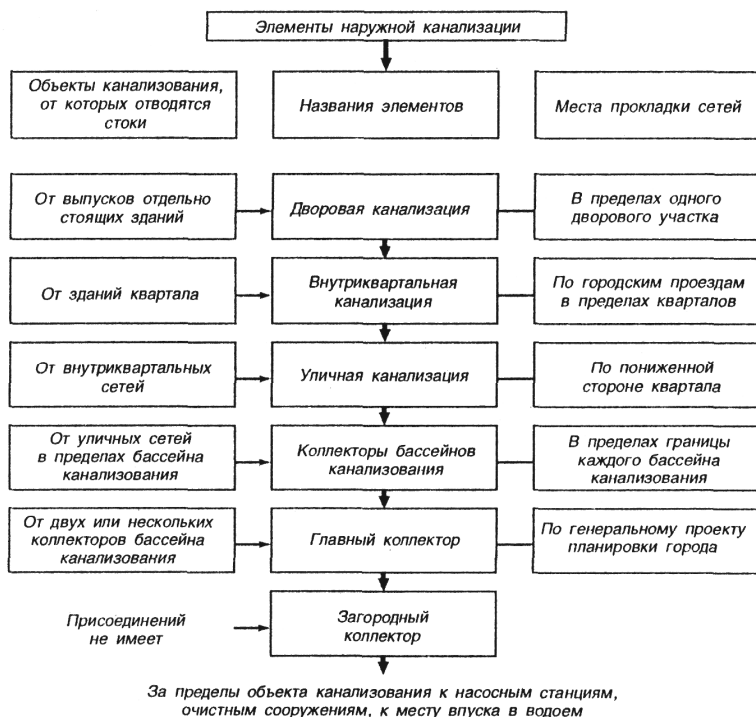 Элементы наружной канализации
Объекты канализования,
от которых отводятся
стоки
Названия элементов
Места прокладки сетей
От выпусков отдельно
стоящих зданий
Дворовая канализация
В пределах одного
дворового участка
От зданий квартала
Внутриквартальная
канализация
По городским проездам
в пределах кварталов
От внутриквартальных
сетей
Уличная канализация
По пониженной
стороне квартала
От уличных сетей
в пределах бассейна
канализования
Коллекторы бассейнов
канализования
В пределах границы
каждого бассейна
канализования
От двух или нескольких
коллекторов бассейна
канализования
Главный коллектор
По генеральному проекту
планировки города
Присоединений
не имеет
Загородный
коллектор
За пределы объекта канализования к насосным станциям,
очистным сооружениям, к месту впуска в водоем